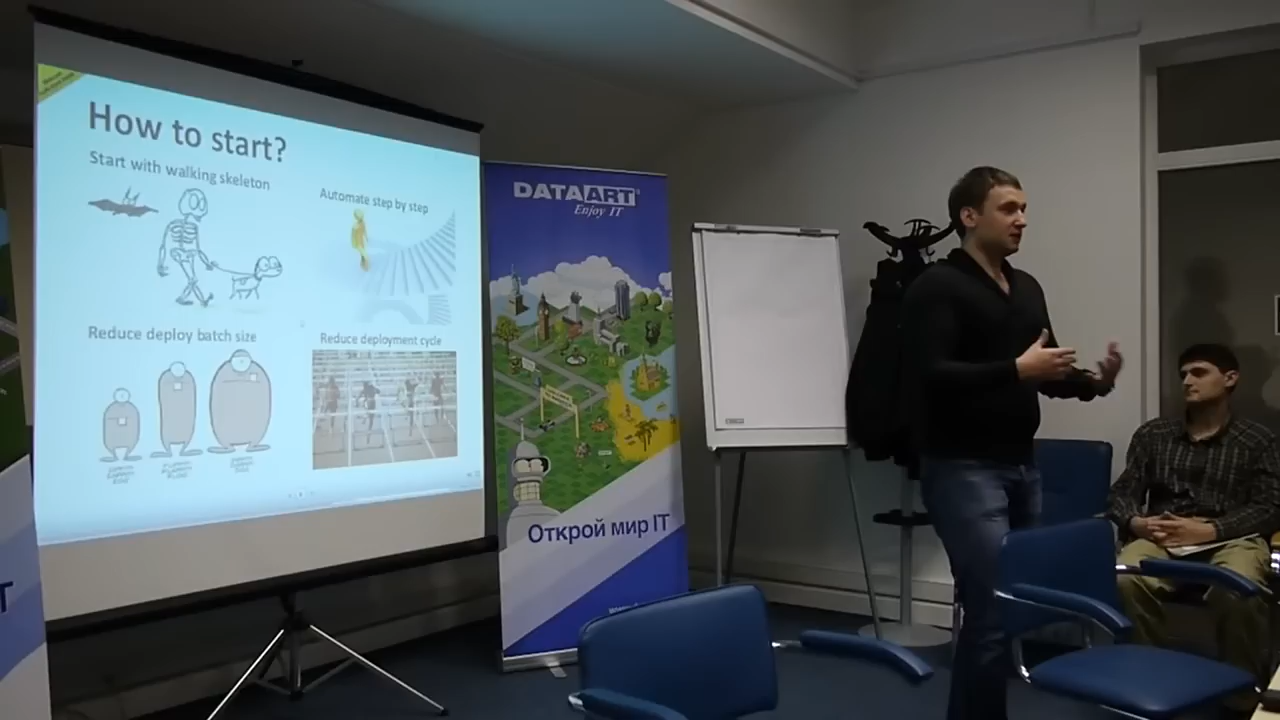 How to start?
Start with walking skeleton
Automate step by step
Reduce deploy batch size
Reduce deployment cycle
DATAART
Enjoy IT
Открой мир IT